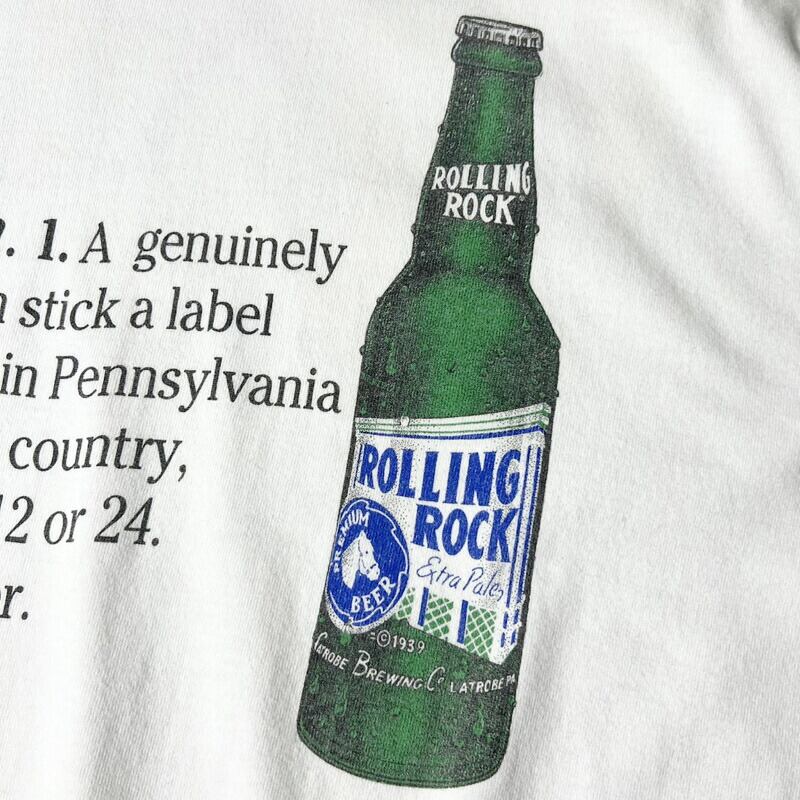 1. A genuinely
stick a label
in Pennsylvania
country,
12 or 24.
ROLLING
ROCK
ROLLING
ROCK
Extra Pale
PREMIUM
BEER
©1939
LATROBE BREWING Co LATROBE PA